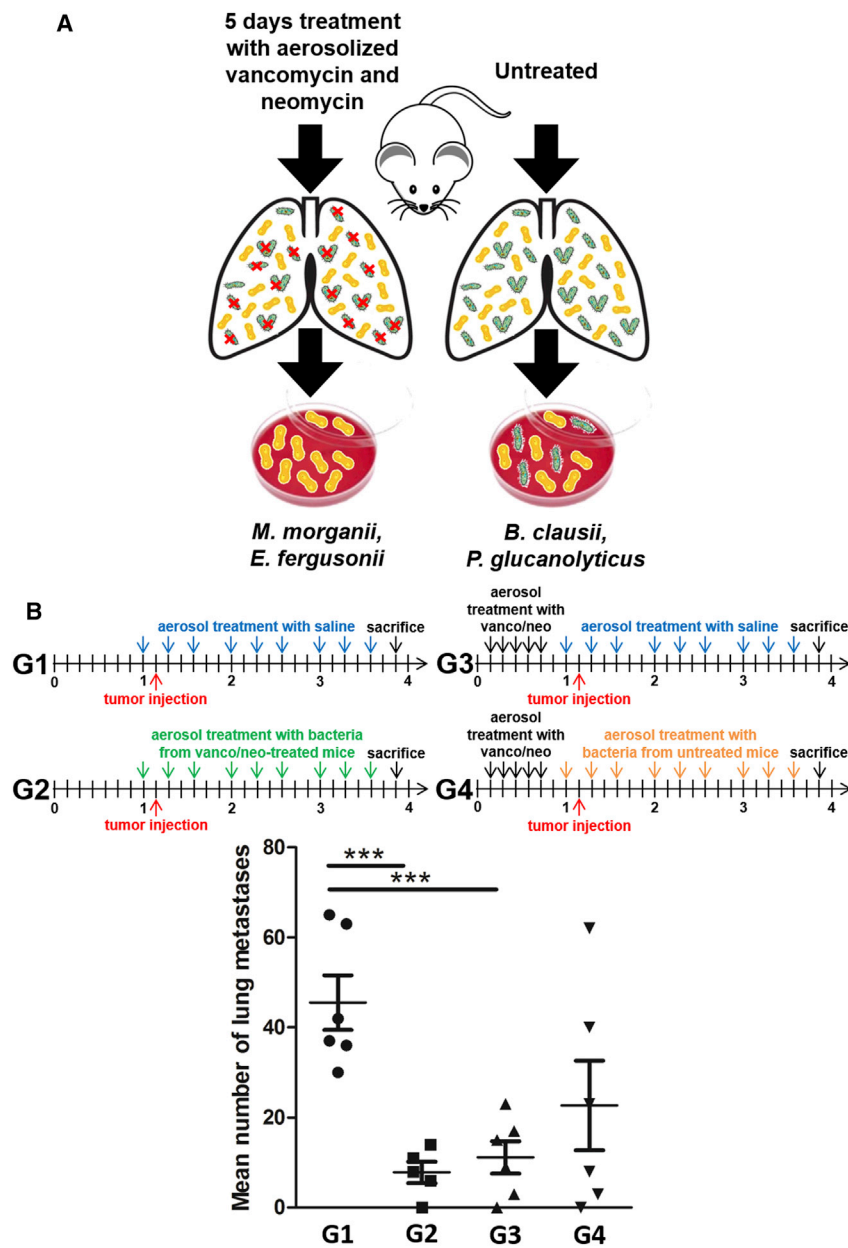 A
5 days treatment
with aerosolized
vancomycin and
neomycin
Untreated
M. morganii,
E. fergusonii
B. clausii,
P. glucanolyticus
B
G1
aerosol treatment with saline
sacrifice
0 1 2 3 4
tumor injection
G3
aerosol
treatment with
vanco/neo
aerosol treatment with saline
sacrifice
0 1 2 3 4
tumor injection
G2
aerosol treatment with bacteria
from vanco/neo-treated mice
sacrifice
0 1 2 3 4
tumor injection
G4
aerosol
treatment with
vanco/neo
aerosol treatment with
bacteria from untreated mice
sacrifice
0 1 2 3 4
tumor injection
Mean number of lung metastases
80
60
40
20
0
***
***
G1 G2 G3 G4